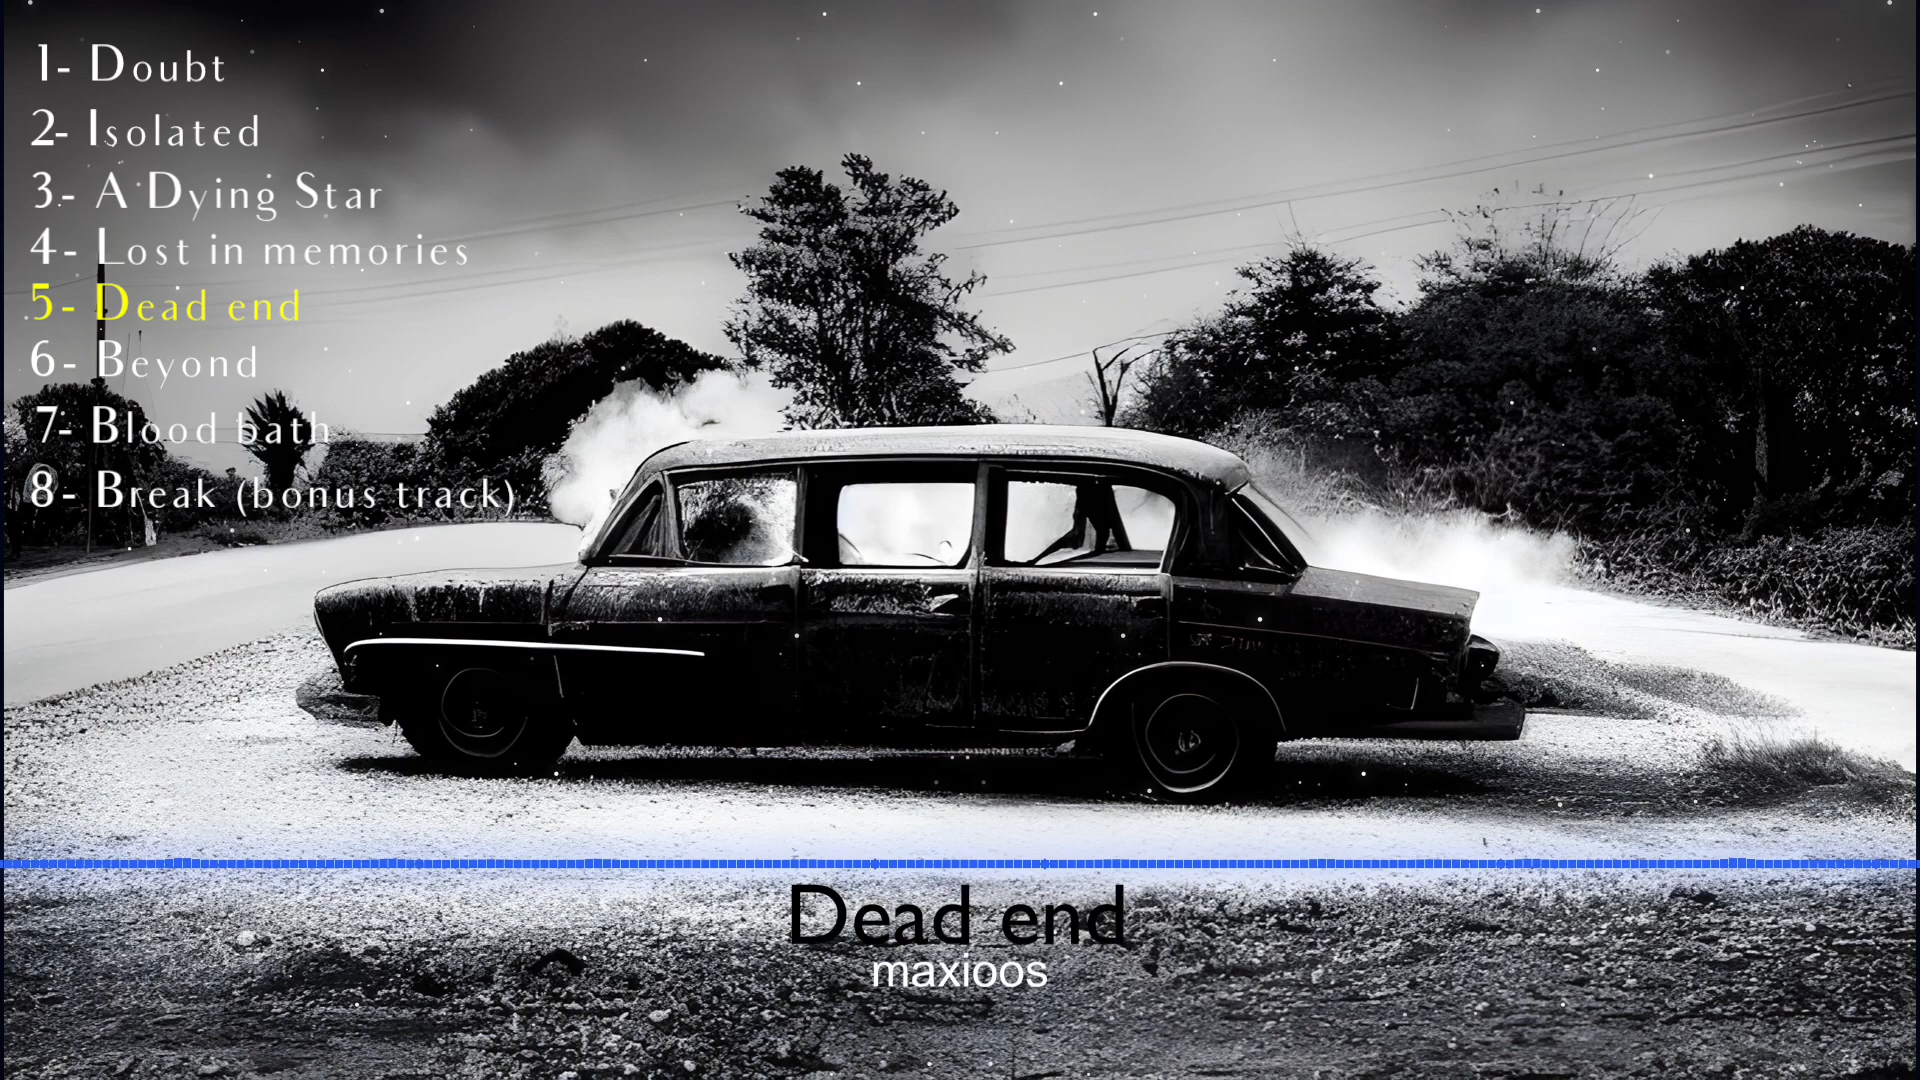 1- Doubt
2- Isolated
3- A Dying Star
4- Lost in memories
5- Dead end
6- Beyond
7- Blood bath
8- Break (bonus track)
Dead end
maxioos